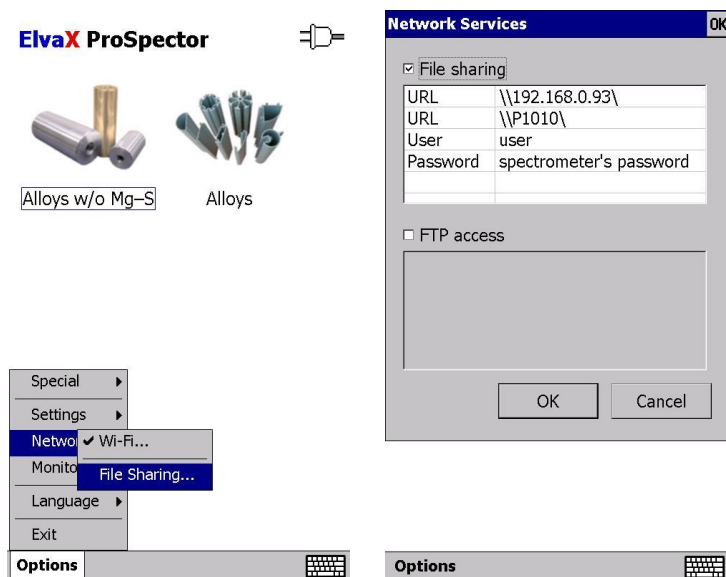 ElvaX ProSpector
Alloys w/o Mg–S
Alloys
Special
Settings
Networ
Wi-Fi...
File Sharing...
Monito
Language
Exit
Options
Network Services
OK
File sharing
URL \\192.168.0.93\
URL \\P1010\
User user
Password spectrometer's password
FTP access
OK Cancel
Options